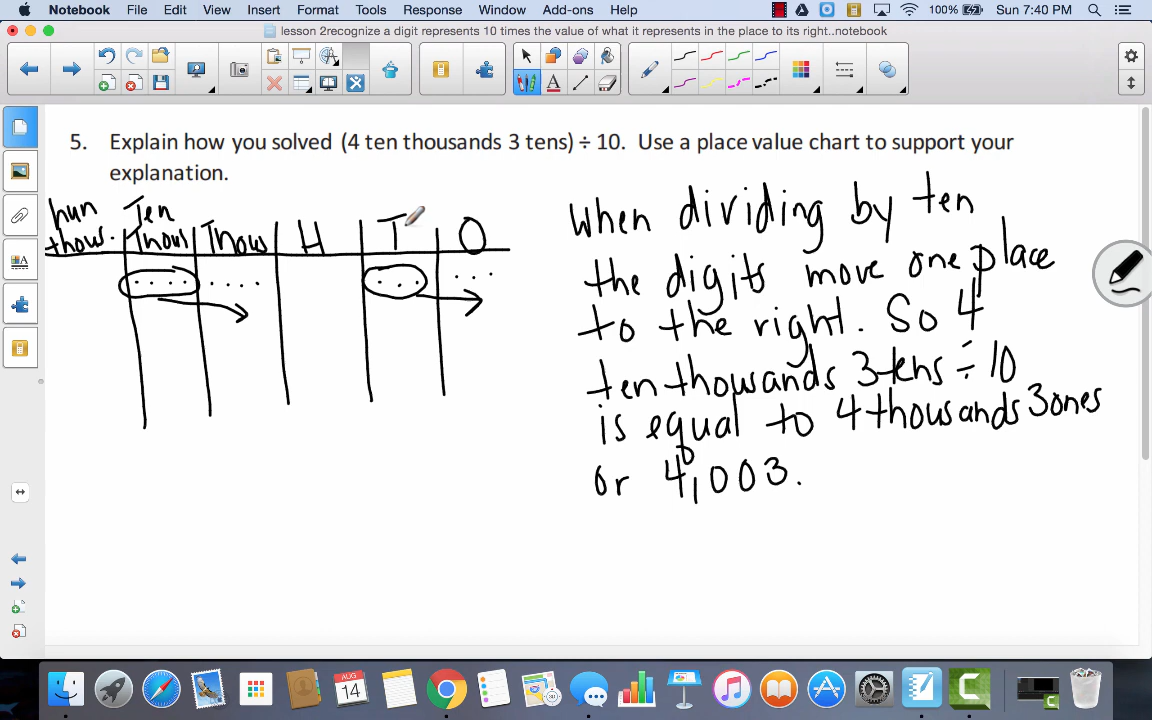 Notebook File Edit View Insert Format Tools Response Window Add-ons Help 100% Sun 7:40 PM
lesson 2recognize a digit represents 10 times the value of what it represents in the place to its right..notebook
5. Explain how you solved (4 ten thousands 3 tens) ÷ 10. Use a place value chart to support your
explanation.
hun thous. Ten Thous Thous H T O
When dividing by ten
the digits move one place
to the right. So 4
ten thousands 3 tens ÷ 10
is equal to 4 thousands 3 ones
or 4,003.
AUG
14